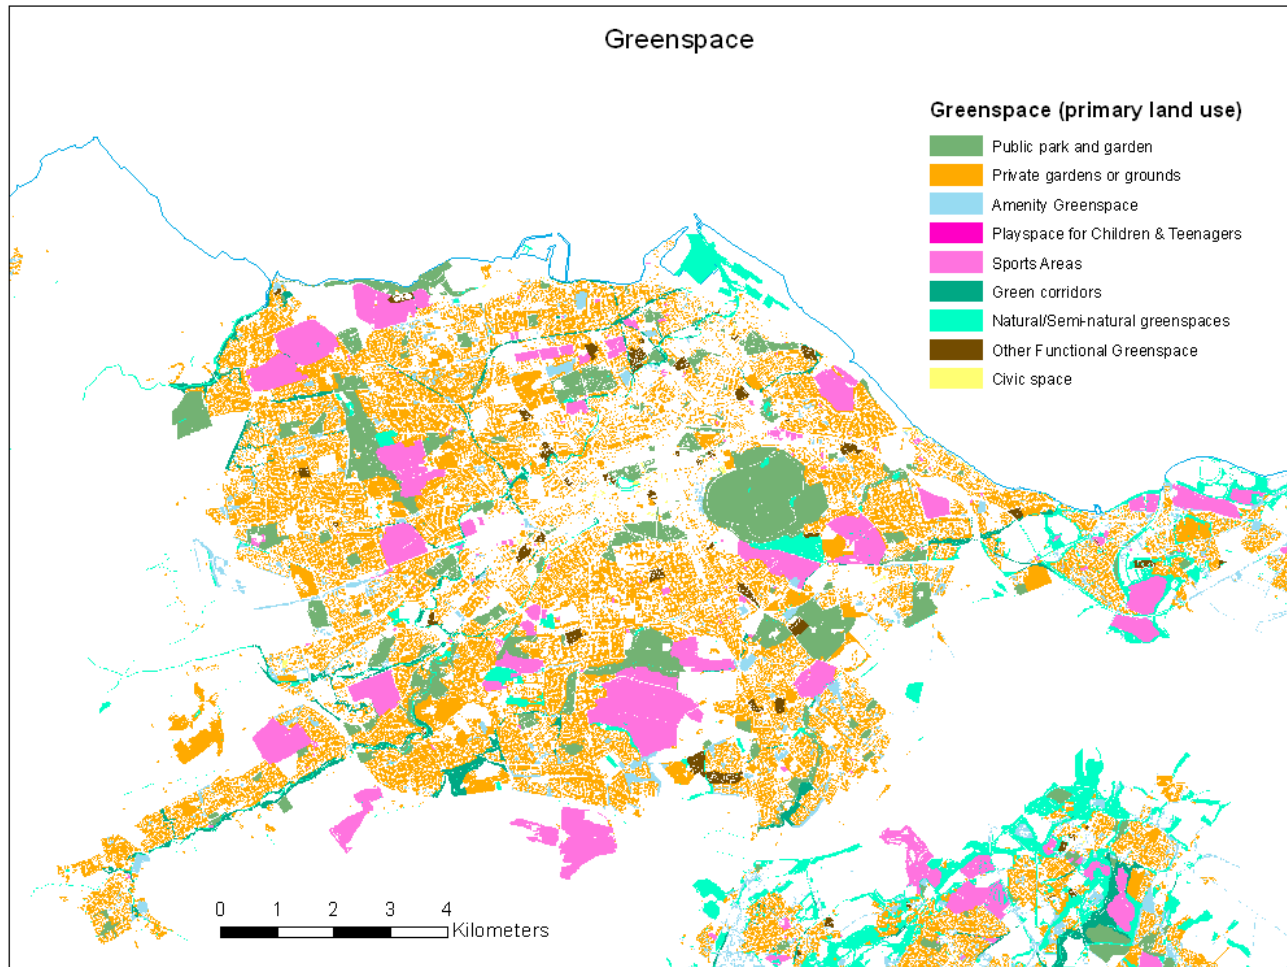 Greenspace
Greenspace (primary land use)
Public park and garden
Private gardens or grounds
Amenity Greenspace
Playspace for Children & Teenagers
Sports Areas
Green corridors
Natural/Semi-natural greenspaces
Other Functional Greenspace
Civic space
0 1 2 3 4
Kilometers